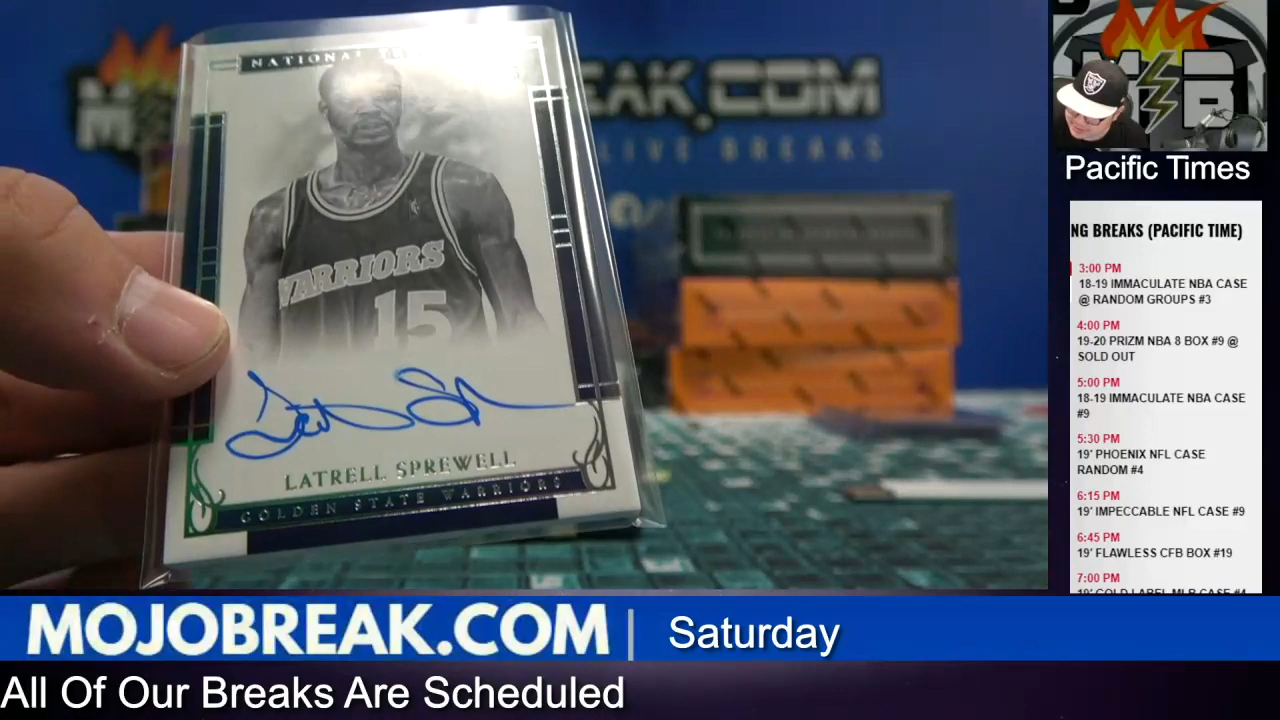 NATIONAL
WARRIORS
15
LATRELL SPREWELL
GOLDEN STATE WARRIORS
BREAK.COM
LIVE BREAKS
M B
Pacific Times
NG BREAKS (PACIFIC TIME)
3:00 PM
18-19 IMMACULATE NBA CASE
@ RANDOM GROUPS #3
4:00 PM
19-20 PRIZM NBA 8 BOX #9 @
SOLD OUT
5:00 PM
18-19 IMMACULATE NBA CASE
#9
5:30 PM
19' PHOENIX NFL CASE
RANDOM #4
6:15 PM
19' IMPECCABLE NFL CASE #9
6:45 PM
19' FLAWLESS CFB BOX #19
7:00 PM
19' GOLD LABEL MLB CASE #4
MOJOBREAK.COM | Saturday
All Of Our Breaks Are Scheduled